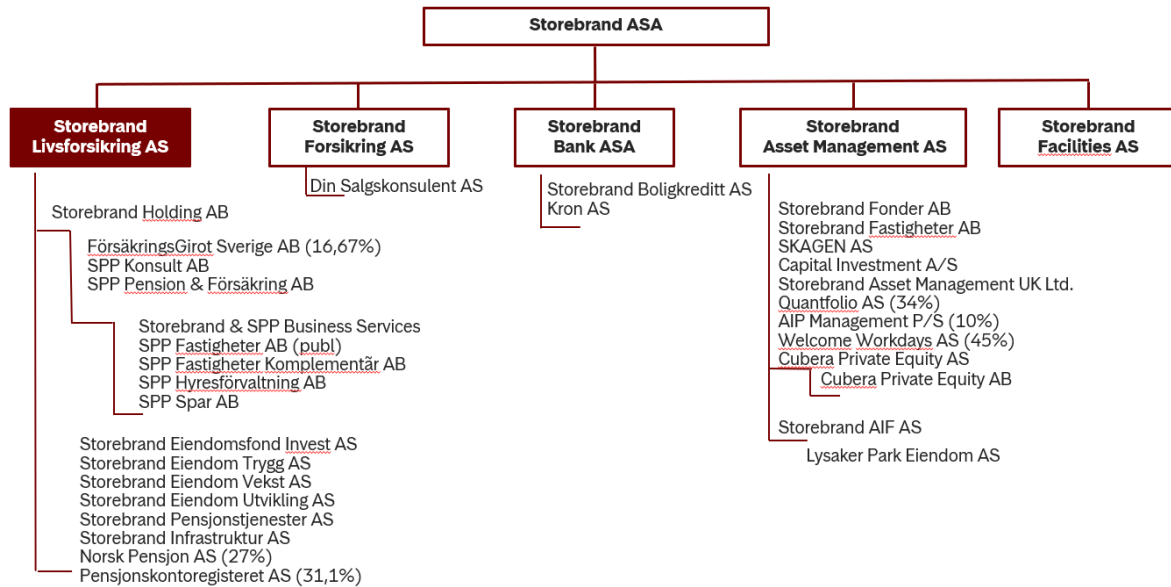 Storebrand ASA
Storebrand
Livsforsikring AS
Storebrand
Forsikring AS
Storebrand
Bank ASA
Storebrand
Asset Management AS
Storebrand
Facilities AS
Storebrand Holding AB
FörsäkringsGirot Sverige AB (16,67%)
SPP Konsult AB
SPP Pension & Försäkring AB
Storebrand & SPP Business Services
SPP Fastigheter AB (publ)
SPP Fastigheter Komplementãr AB
SPP Hyresförvaltning AB
SPP Spar AB
Storebrand Eiendomsfond Invest AS
Storebrand Eiendom Trygg AS
Storebrand Eiendom Vekst AS
Storebrand Eiendom Utvikling AS
Storebrand Pensjonstjenester AS
Storebrand Infrastruktur AS
Norsk Pensjon AS (27%)
Pensjonskontoregisteret AS (31,1%)
Din Salgskonsulent AS
Storebrand Boligkreditt AS
Kron AS
Storebrand Fonder AB
Storebrand Fastigheter AB
SKAGEN AS
Capital Investment A/S
Storebrand Asset Management UK Ltd.
Quantfolio AS (34%)
AIP Management P/S (10%)
Welcome Workdays AS (45%)
Cubera Private Equity AS
Cubera Private Equity AB
Storebrand AIF AS
Lysaker Park Eiendom AS